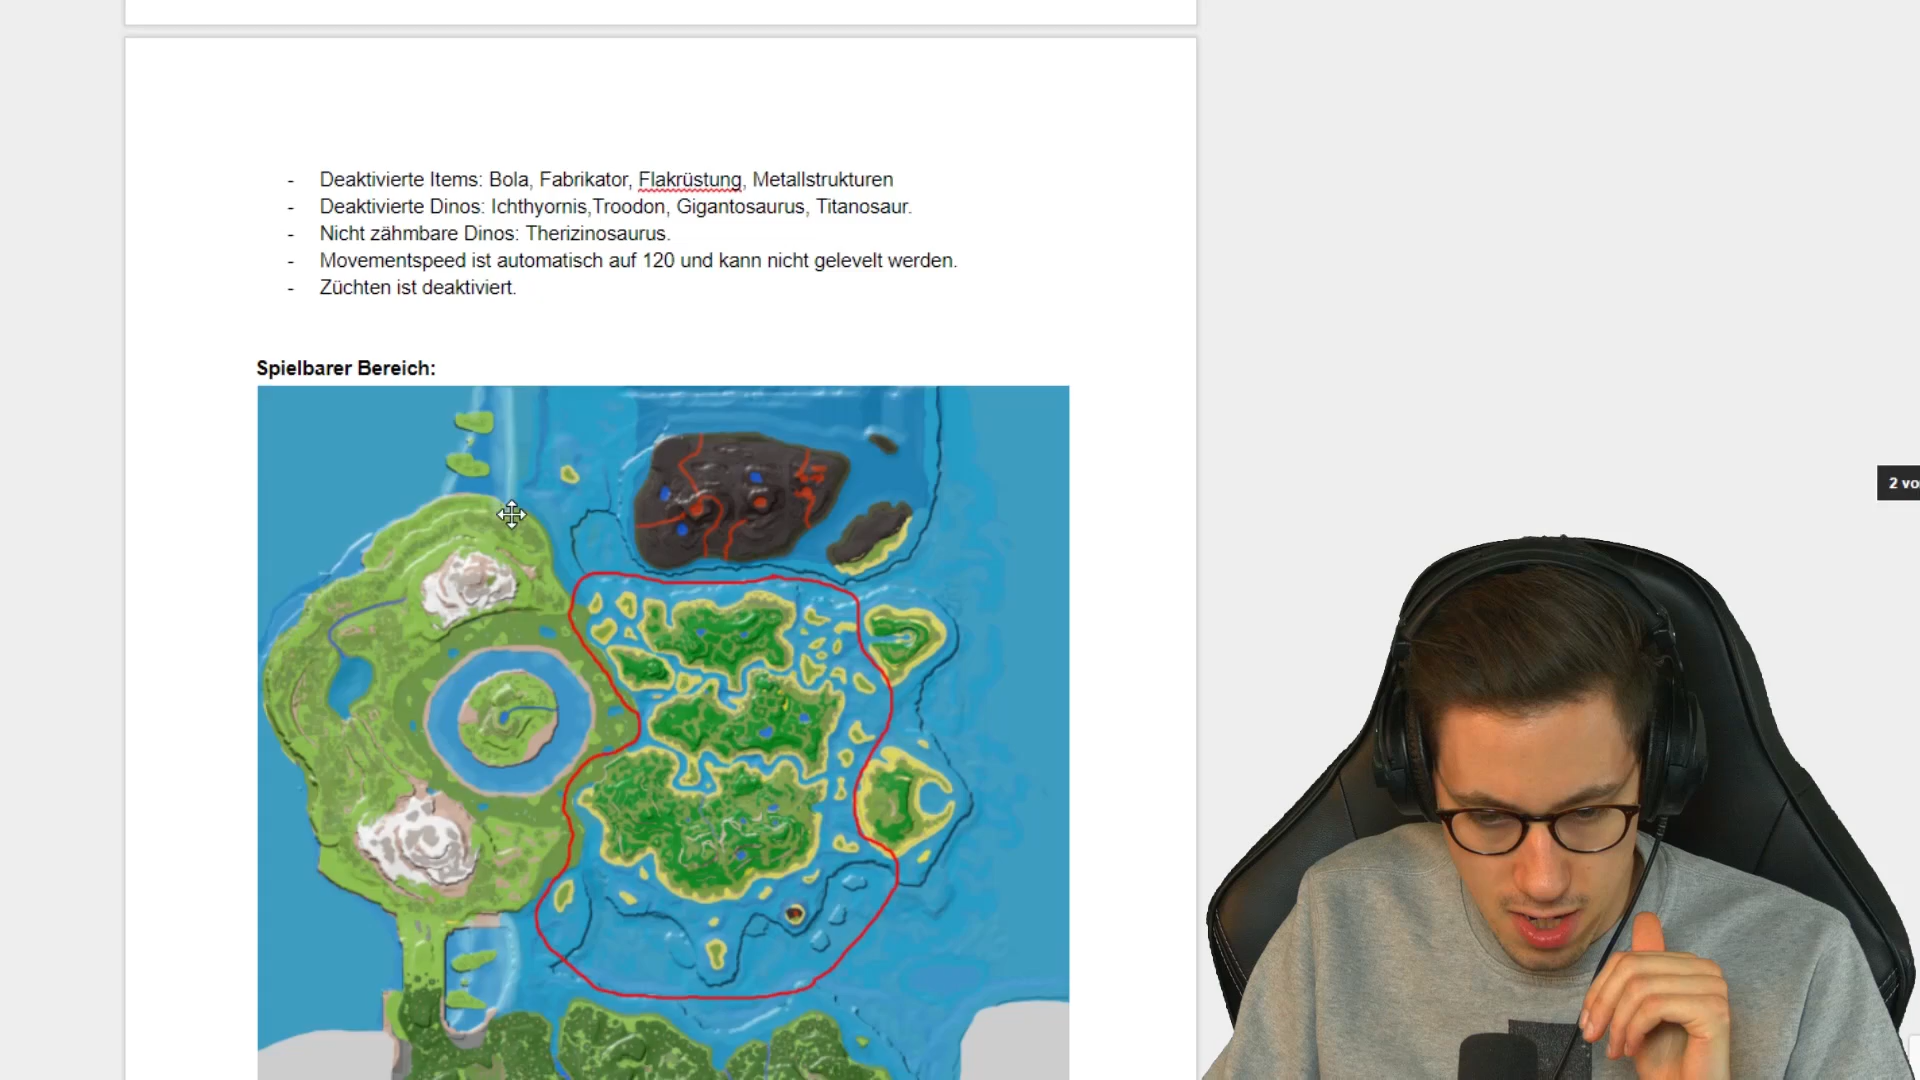 - Deaktivierte Items: Bola, Fabrikator, Flakrüstung, Metallstrukturen
- Deaktivierte Dinos: Ichthyornis,Troodon, Gigantosaurus, Titanosaur.
- Nicht zähmbare Dinos: Therizinosaurus.
- Movementspeed ist automatisch auf 120 und kann nicht gelevelt werden.
- Züchten ist deaktiviert.
Spielbarer Bereich:
2 vo